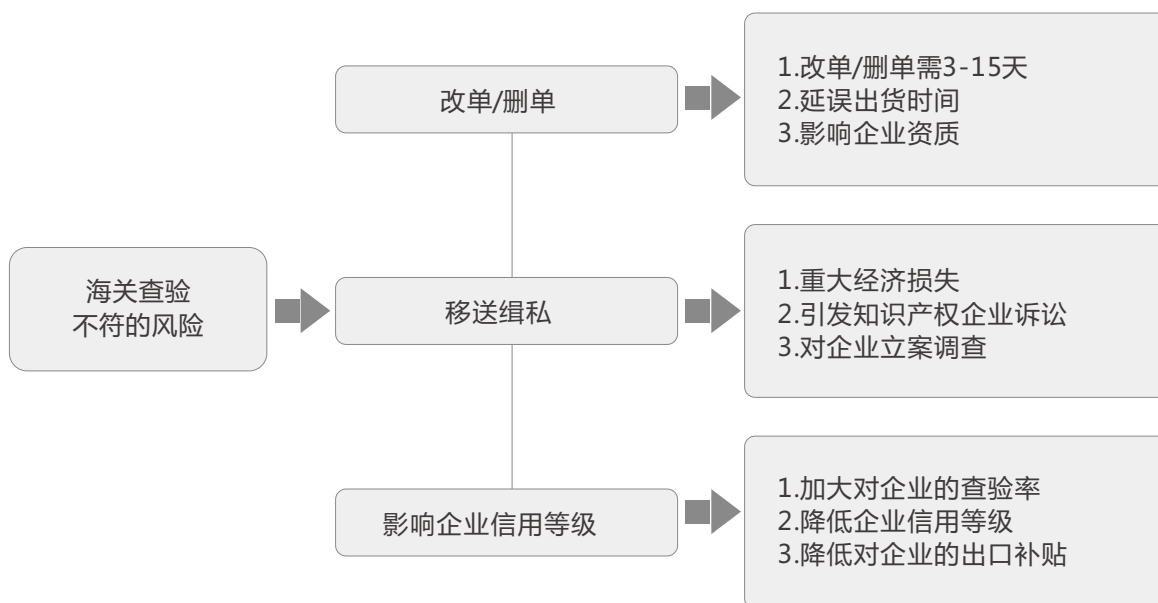 海关查验
不符的风险
改单/删单
1.改单/删单需3-15天
2.延误出货时间
3.影响企业资质
移送缉私
1.重大经济损失
2.引发知识产权企业诉讼
3.对企业立案调查
影响企业信用等级
1.加大对企业的查验率
2.降低企业信用等级
3.降低对企业的出口补贴